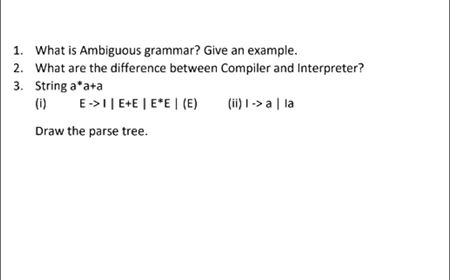 1. What is Ambiguous grammar? Give an example.
2. What are the difference between Compiler and Interpreter?
3. String a*a+a
(i) E -> I | E+E | E*E | (E) (ii) I -> a | Ia
Draw the parse tree.